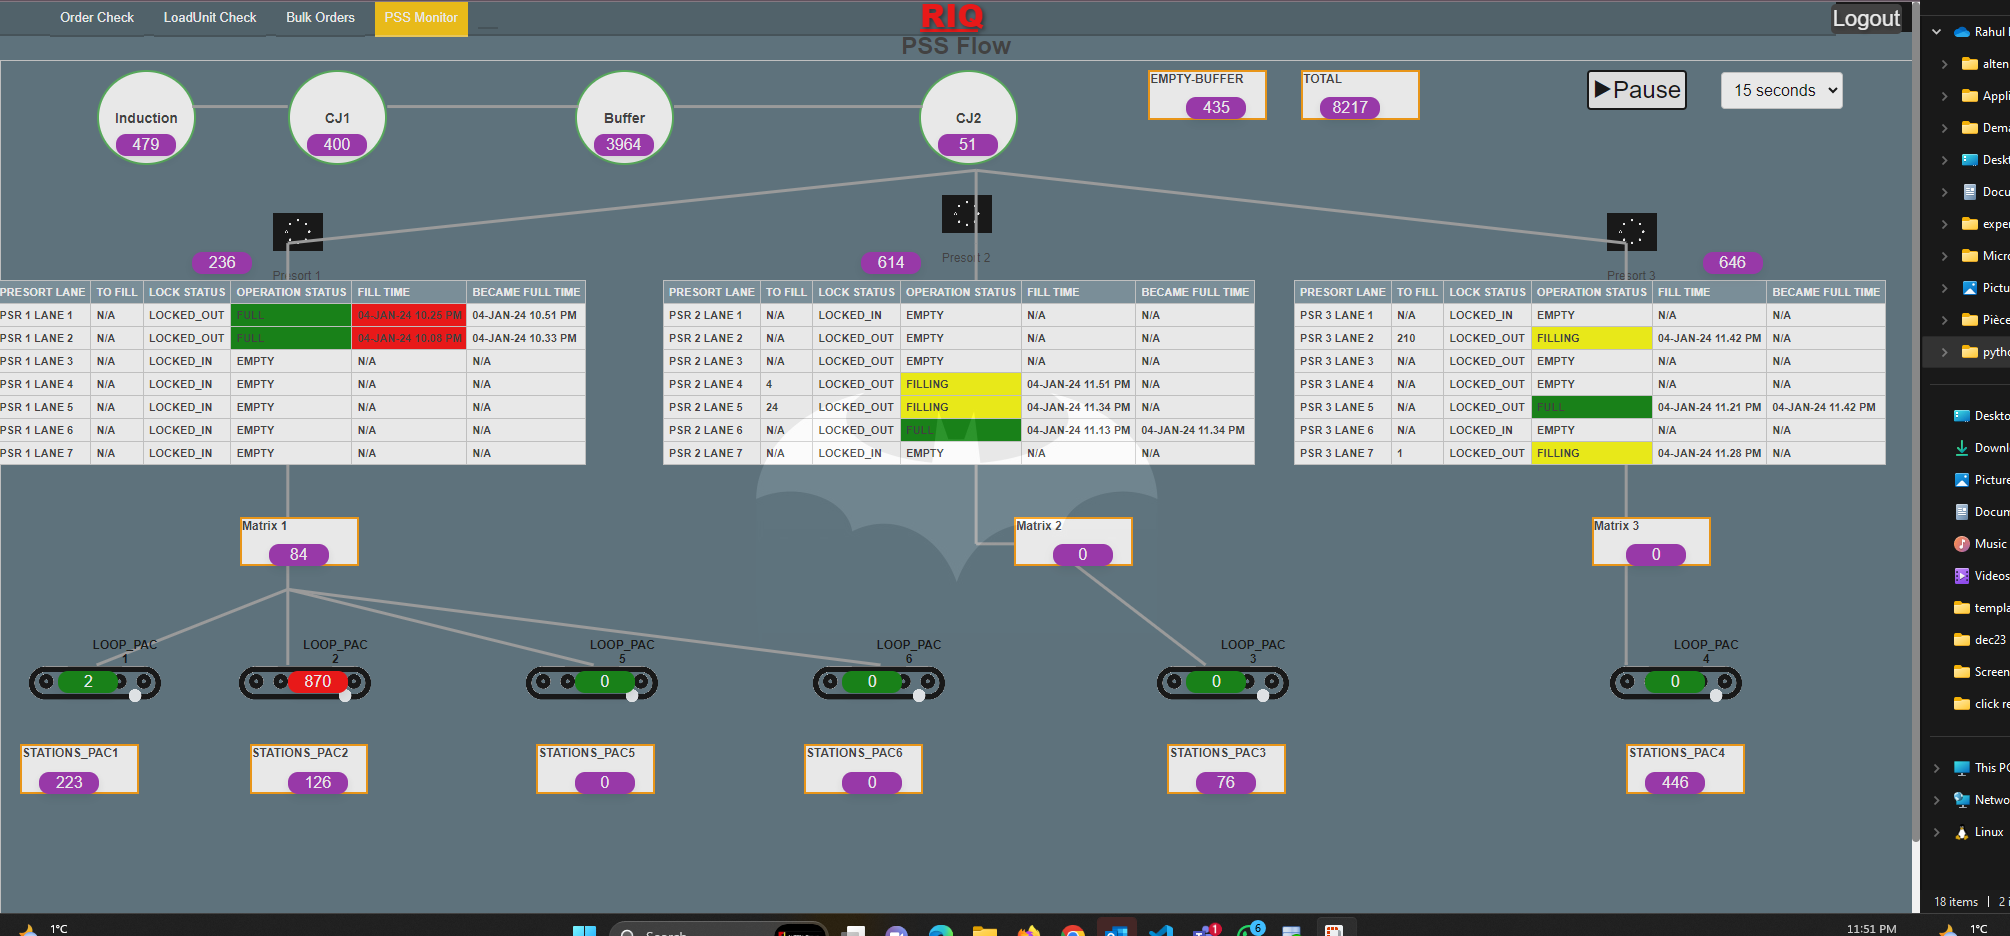 Order Check LoadUnit Check Bulk Orders PSS Monitor
RIQ
Logout
PSS Flow
Induction
479
CJ1
400
Buffer
3964
CJ2
51
EMPTY-BUFFER
435
TOTAL
8217
Pause
15 seconds
236
Presort 1
614
Presort 2
646
Presort 3
PRESORT LANE TO FILL LOCK STATUS OPERATION STATUS FILL TIME BECAME FULL TIME
PSR 1 LANE 1 N/A LOCKED_OUT FULL 04-JAN-24 10.25 PM 04-JAN-24 10.51 PM
PSR 1 LANE 2 N/A LOCKED_OUT FULL 04-JAN-24 10.08 PM 04-JAN-24 10.33 PM
PSR 1 LANE 3 N/A LOCKED_IN EMPTY N/A N/A
PSR 1 LANE 4 N/A LOCKED_IN EMPTY N/A N/A
PSR 1 LANE 5 N/A LOCKED_IN EMPTY N/A N/A
PSR 1 LANE 6 N/A LOCKED_IN EMPTY N/A N/A
PSR 1 LANE 7 N/A LOCKED_IN EMPTY N/A N/A
PRESORT LANE TO FILL LOCK STATUS OPERATION STATUS FILL TIME BECAME FULL TIME
PSR 2 LANE 1 N/A LOCKED_IN EMPTY N/A N/A
PSR 2 LANE 2 N/A LOCKED_OUT EMPTY N/A N/A
PSR 2 LANE 3 N/A LOCKED_OUT EMPTY N/A N/A
PSR 2 LANE 4 4 LOCKED_OUT FILLING 04-JAN-24 11.51 PM N/A
PSR 2 LANE 5 24 LOCKED_OUT FILLING 04-JAN-24 11.34 PM N/A
PSR 2 LANE 6 N/A LOCKED_OUT FULL 04-JAN-24 11.13 PM 04-JAN-24 11.34 PM
PSR 2 LANE 7 N/A LOCKED_IN EMPTY N/A N/A
PRESORT LANE TO FILL LOCK STATUS OPERATION STATUS FILL TIME BECAME FULL TIME
PSR 3 LANE 1 N/A LOCKED_IN EMPTY N/A N/A
PSR 3 LANE 2 210 LOCKED_OUT FILLING 04-JAN-24 11.42 PM N/A
PSR 3 LANE 3 N/A LOCKED_OUT EMPTY N/A N/A
PSR 3 LANE 4 N/A LOCKED_OUT EMPTY N/A N/A
PSR 3 LANE 5 N/A LOCKED_OUT FULL 04-JAN-24 11.21 PM 04-JAN-24 11.42 PM
PSR 3 LANE 6 N/A LOCKED_IN EMPTY N/A N/A
PSR 3 LANE 7 1 LOCKED_OUT FILLING 04-JAN-24 11.28 PM N/A
Matrix 1
84
Matrix 2
0
Matrix 3
0
LOOP_PAC
1
2
LOOP_PAC
2
870
LOOP_PAC
5
0
LOOP_PAC
6
0
LOOP_PAC
3
0
LOOP_PAC
4
0
STATIONS_PAC1
223
STATIONS_PAC2
126
STATIONS_PAC5
0
STATIONS_PAC6
0
STATIONS_PAC3
76
STATIONS_PAC4
446
Rahul
alten
Appli
Dema
Deskt
Docu
exper
Micro
Pictu
Pièce
pytho
Deskto
Downl
Picture
Docum
Music
Videos
templa
dec23
Screen
click re
This PC
Netwo
Linux
18 items 2 i
1°C
Search
1
6
11:51 PM
1°C